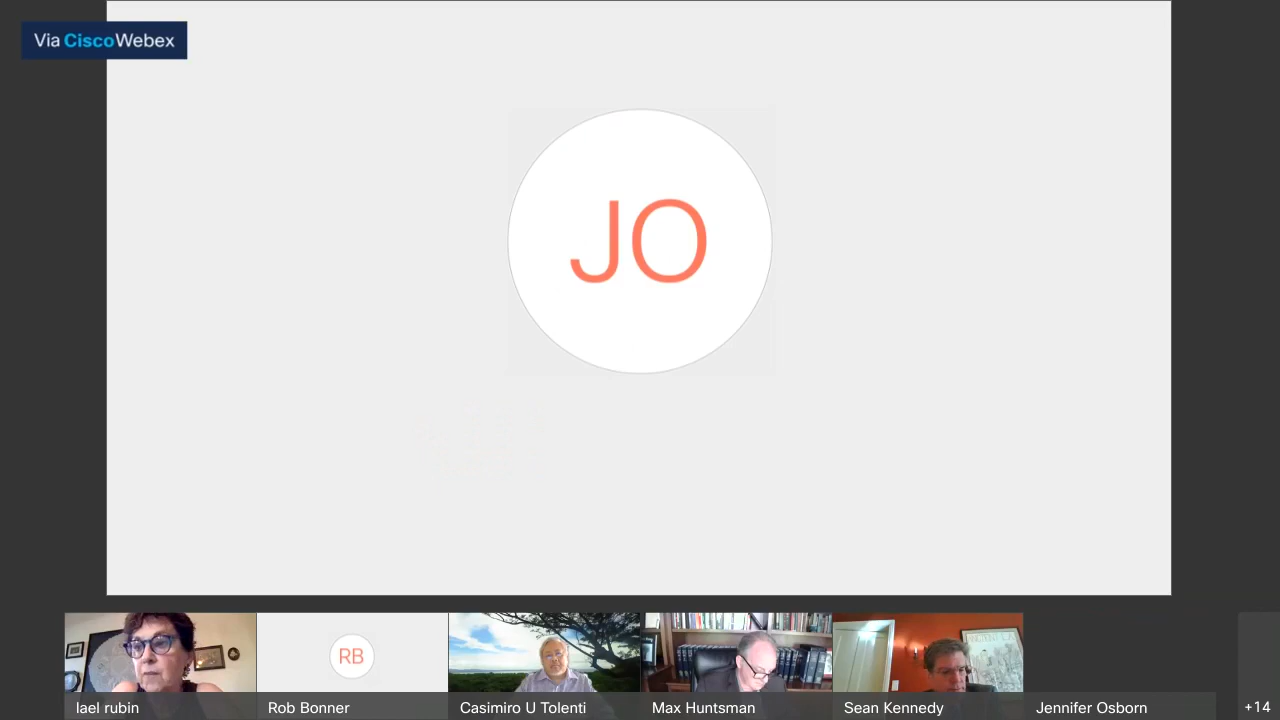 Via CiscoWebex
JO
RB
lael rubin
Rob Bonner
Casimiro U Tolenti
Max Huntsman
Sean Kennedy
Jennifer Osborn
+14